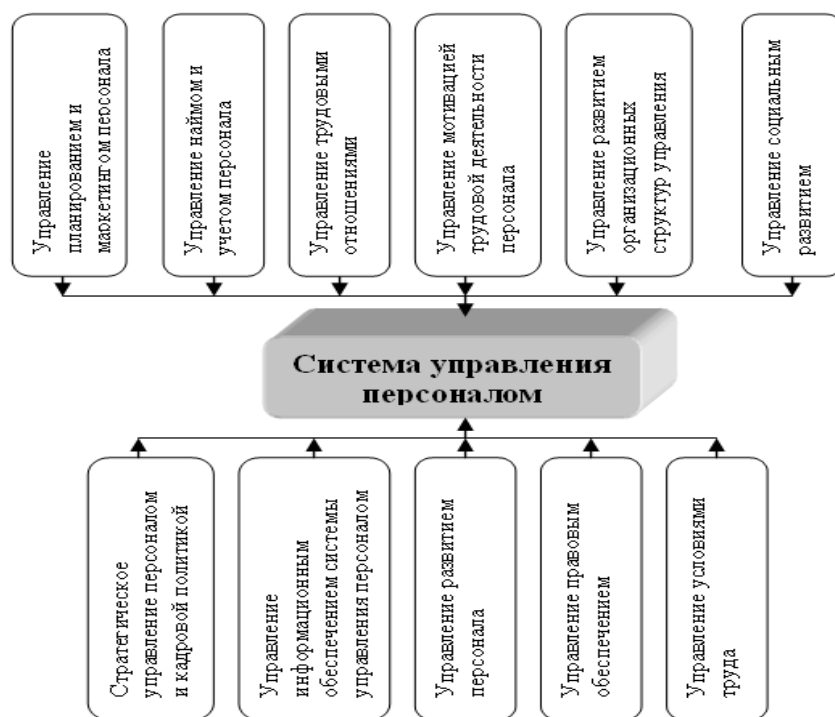 Управление
планированием и
маркетингом персонала
Управление наймом и
учетом персонала
Управление трудовыми
отношениями
Управление мотивацией
трудовой деятельности
персонала
Управление развитием
организационных
структур управления
Управление социальным
развитием
Система управления
персоналом
Стратегическое
управление персоналом
и кадровой политикой
Управление
информационным
обеспечением системы
управления персоналом
Управление развитием
персонала
Управление правовым
обеспечением
Управление условиями
труда